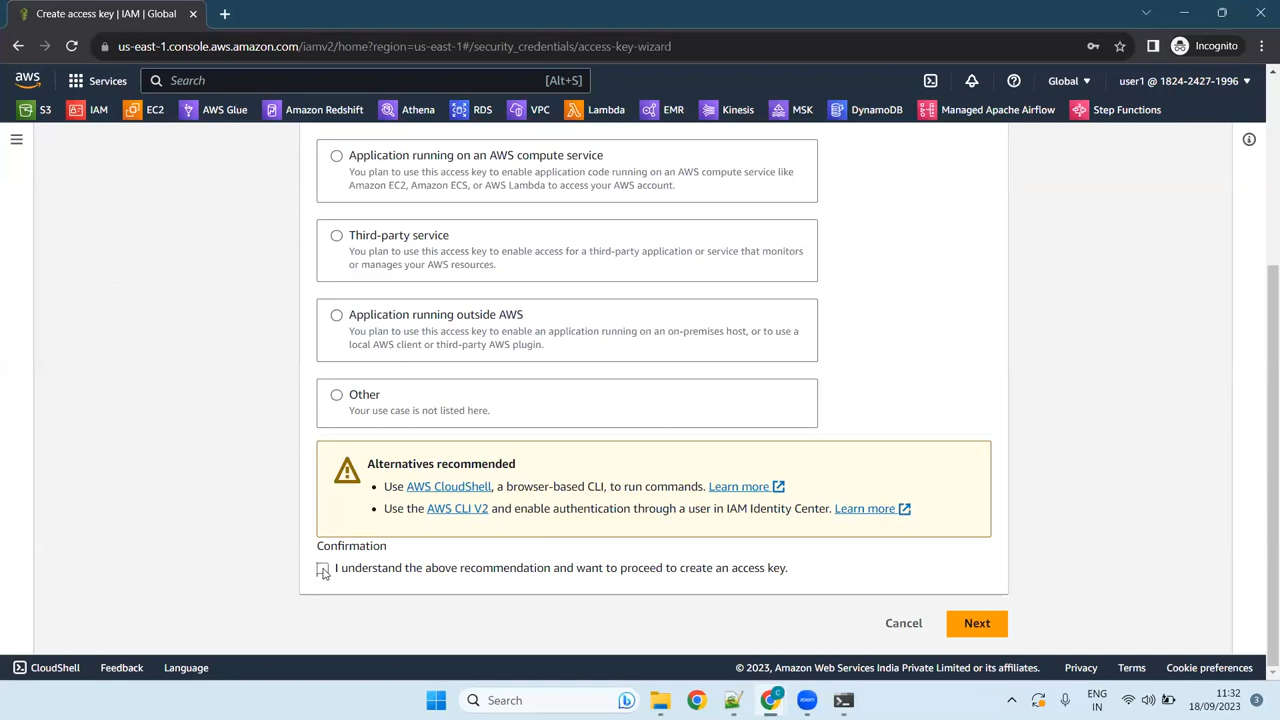 Create access key | IAM | Global
us-east-1.console.aws.amazon.com/iamv2/home?region=us-east-1#/security_credentials/access-key-wizard
Incognito
aws
Services
Search
[Alt+S]
Global
user1 @ 1824-2427-1996
S3
IAM
EC2
AWS Glue
Amazon Redshift
Athena
RDS
VPC
Lambda
EMR
Kinesis
MSK
DynamoDB
Managed Apache Airflow
Step Functions
Application running on an AWS compute service
You plan to use this access key to enable application code running on an AWS compute service like
Amazon EC2, Amazon ECS, or AWS Lambda to access your AWS account.
Third-party service
You plan to use this access key to enable access for a third-party application or service that monitors
or manages your AWS resources.
Application running outside AWS
You plan to use this access key to enable an application running on an on-premises host, or to use a
local AWS client or third-party AWS plugin.
Other
Your use case is not listed here.
Alternatives recommended
Use AWS CloudShell, a browser-based CLI, to run commands. Learn more
Use the AWS CLI V2 and enable authentication through a user in IAM Identity Center. Learn more
Confirmation
I understand the above recommendation and want to proceed to create an access key.
Cancel
Next
CloudShell
Feedback
Language
© 2023, Amazon Web Services India Private Limited or its affiliates.
Privacy
Terms
Cookie preferences
Search
ENG
IN
11:32
18/09/2023
3